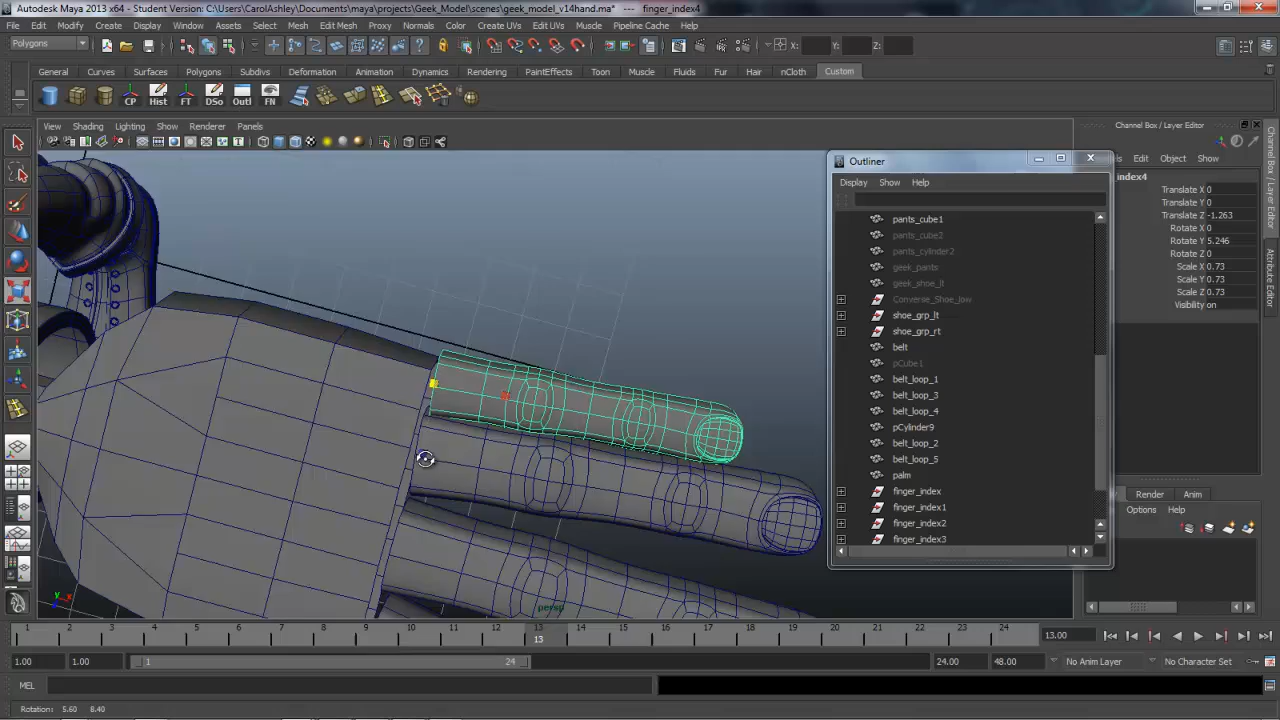 Autodesk Maya 2013 x64 - Student Version: C:\Users\CarolAshley\Documents\maya\projects\Geek_Model\scenes\geek_model_v14hand.ma* --- finger_index4
File Edit Modify Create Display Window Assets Select Mesh Edit Mesh Proxy Normals Color Create UVs Edit UVs Muscle Pipeline Cache Help
Polygons X: Y: Z:
General Curves Surfaces Polygons Subdivs Deformation Animation Dynamics Rendering PaintEffects Toon Muscle Fluids Fur Hair nCloth Custom
CP Hist FT DSo Outl FN
View Shading Lighting Show Renderer Panels
Channel Box / Layer Editor
Outliner
Edit Object Show
Display Show Help
index4
Translate X 0
Translate Y 0
Translate Z -1.263
Rotate X 0
Rotate Y 5.246
Rotate Z 0
Scale X 0.73
Scale Y 0.73
Scale Z 0.73
Visibility on
pants_cube1
pants_cube2
pants_cylinder2
geek_pants
geek_shoe_lt
Converse_Shoe_low
shoe_grp_lt
shoe_grp_rt
belt
pCube1
belt_loop_1
belt_loop_3
belt_loop_4
pCylinder9
belt_loop_2
belt_loop_5
palm
finger_index
finger_index1
finger_index2
finger_index3
Channel Box / Layer Editor
Attribute Editor
Render Anim
Options Help
persp
1 2 3 4 5 6 7 8 9 10 11 12 13 14 15 16 17 18 19 20 21 22 23 24
13
13.00
1.00 1.00 1 24 24.00 48.00 No Anim Layer No Character Set
MEL
Rotation: 5.60 8.40